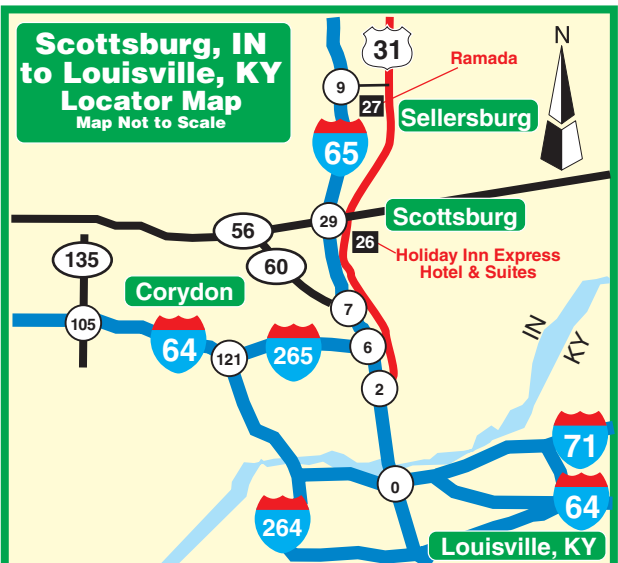 Scottsburg, IN
to Louisville, KY
Locator Map
Map Not to Scale
31
N
Ramada
9
27
Sellersburg
65
29
Scottsburg
56
26
Holiday Inn Express
Hotel & Suites
135
60
Corydon
7
105
64
121
265
6
IN
KY
2
71
0
64
264
Louisville, KY